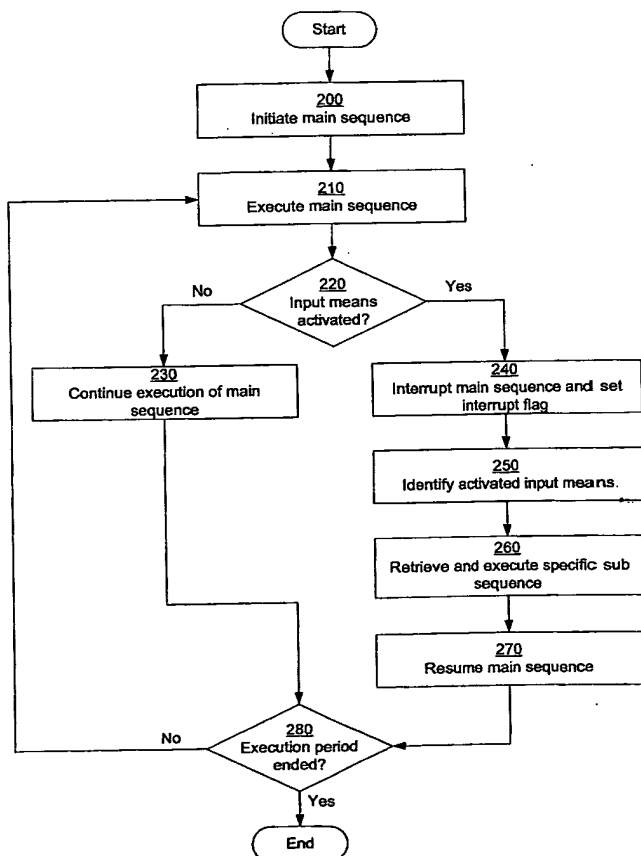 Start
200
Initiate main sequence
210
Execute main sequence
220
Input means
activated?
No
Yes
230
Continue execution of main
sequence
240
Interrupt main sequence and set
interrupt flag
250
Identify activated input means.
260
Retrieve and execute specific sub
sequence
270
Resume main sequence
280
Execution period
ended?
No
Yes
End